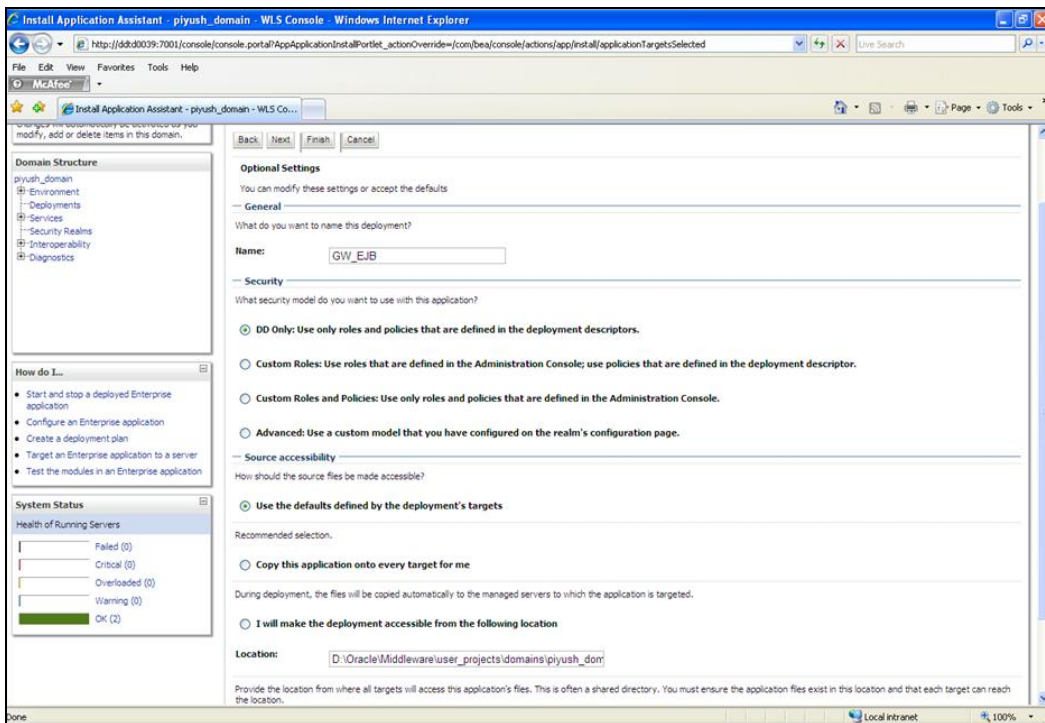 Install Application Assistant - piyush_domain - WLS Console - Windows Internet Explorer
http://ddtd0039:7001/console/console.portal?AppApplicationInstallPortlet_actionOverride=/com/bea/console/actions/app/install/applicationTargetsSelected
Live Search
File Edit View Favorites Tools Help
McAfee
Install Application Assistant - piyush_domain - WLS Co...
Page
Tools
modify, add or delete items in this domain.
Domain Structure
piyush_domain
Environment
Deployments
Services
Security Realms
Interoperability
Diagnostics
How do I...
Start and stop a deployed Enterprise
application
Configure an Enterprise application
Create a deployment plan
Target an Enterprise application to a server
Test the modules in an Enterprise application
System Status
Health of Running Servers
Failed (0)
Critical (0)
Overloaded (0)
Warning (0)
OK (2)
Back Next Finish Cancel
Optional Settings
You can modify these settings or accept the defaults
General
What do you want to name this deployment?
Name: GW_EJB
Security
What security model do you want to use with this application?
DD Only: Use only roles and policies that are defined in the deployment descriptors.
Custom Roles: Use roles that are defined in the Administration Console; use policies that are defined in the deployment descriptor.
Custom Roles and Policies: Use only roles and policies that are defined in the Administration Console.
Advanced: Use a custom model that you have configured on the realm's configuration page.
Source accessibility
How should the source files be made accessible?
Use the defaults defined by the deployment's targets
Recommended selection.
Copy this application onto every target for me
During deployment, the files will be copied automatically to the managed servers to which the application is targeted.
I will make the deployment accessible from the following location
Location: D:\Oracle\Middleware\user_projects\domains\piyush_dom
Provide the location from where all targets will access this application's files. This is often a shared directory. You must ensure the application files exist in this location and that each target can reach
the location.
Done
Local intranet
100%